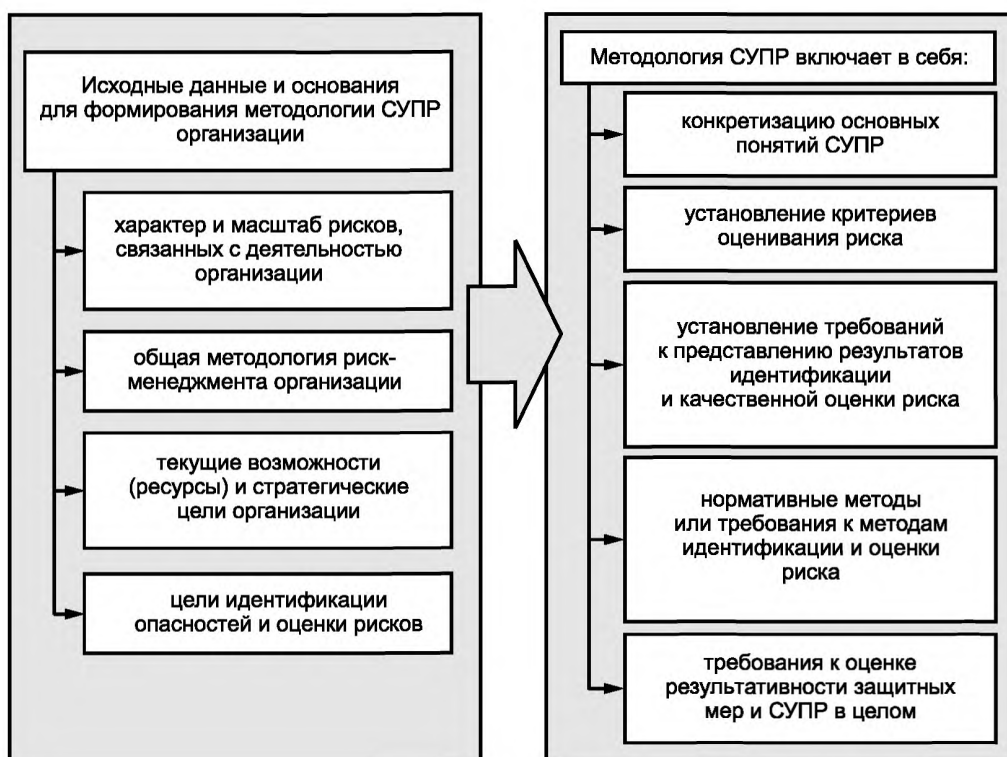 Исходные данные и основания
для формирования методологии СУПР
организации
характер и масштаб рисков,
связанных с деятельностью
организации
общая методология риск-
менеджмента организации
текущие возможности
(ресурсы) и стратегические
цели организации
цели идентификации
опасностей и оценки рисков
Методология СУПР включает в себя:
конкретизацию основных
понятий СУПР
установление критериев
оценивания риска
установление требований
к представлению результатов
идентификации
и качественной оценки риска
нормативные методы
или требования к методам
идентификации и оценки
риска
требования к оценке
результативности защитных
мер и СУПР в целом